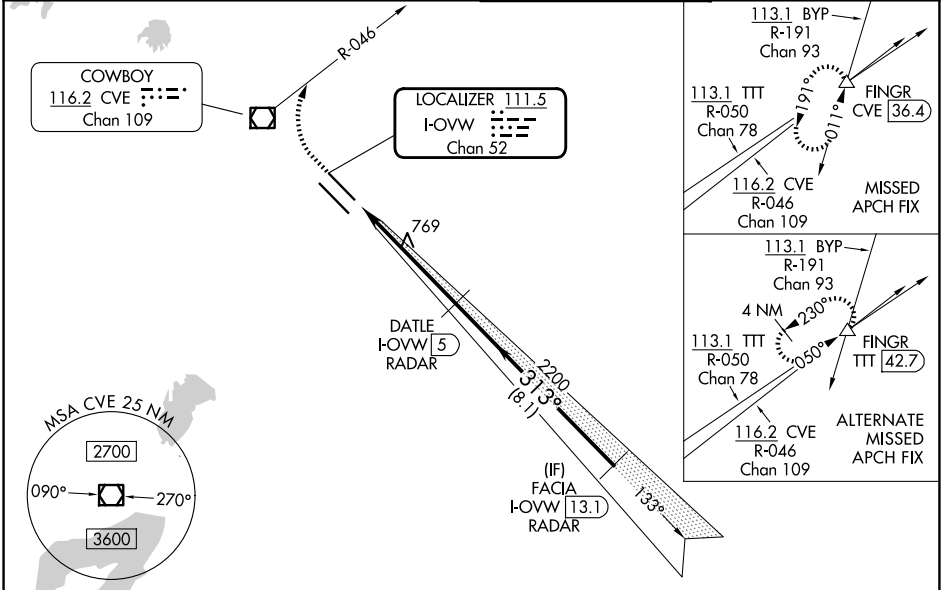 COWBOY
116.2 CVE
Chan 109
R-046
LOCALIZER 111.5
I-OVW
Chan 52
769
DATLE
I-OVW 5
RADAR
2200
313°
(8.1)
(IF)
FACIA
I-OVW 13.1
RADAR
133°
MSA CVE 25 NM
2700
090°
270°
3600
113.1 BYP
R-191
Chan 93
113.1 TTT
R-050
Chan 78
191°
011°
FINGR
CVE 36.4
116.2 CVE
R-046
Chan 109
MISSED
APCH FIX
113.1 BYP
R-191
Chan 93
4 NM
230°
113.1 TTT
R-050
Chan 78
050°
FINGR
TTT 42.7
116.2 CVE
R-046
Chan 109
ALTERNATE
MISSED
APCH FIX